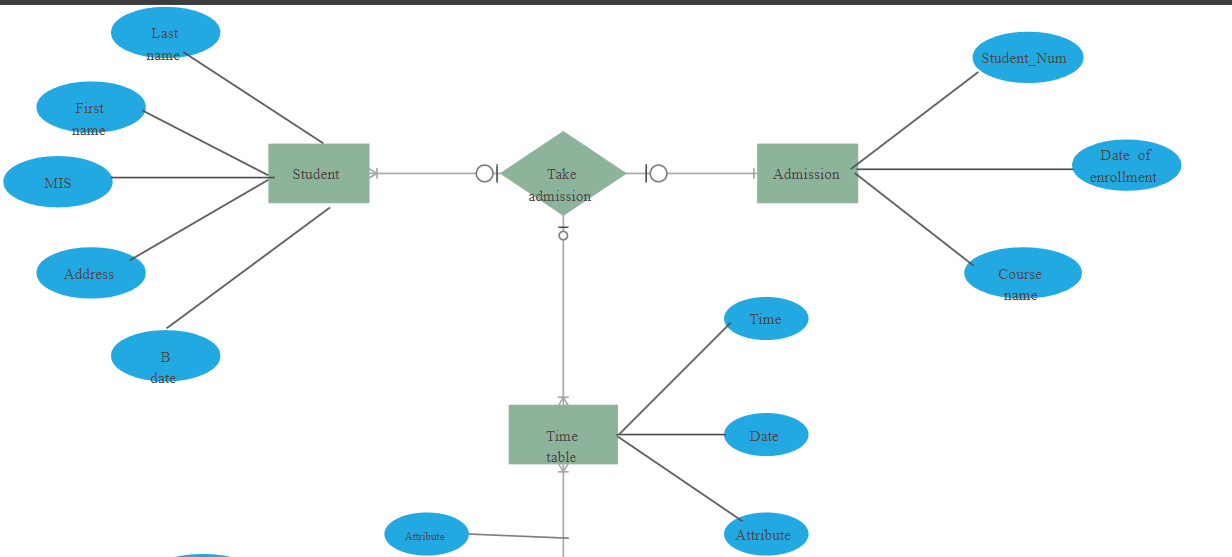 Last
name
First
name
MIS
Address
B
date
Student
Take
admission
Admission
Student_Num
Date of
enrollment
Course
name
Time
table
Time
Date
Attribute
Attribute